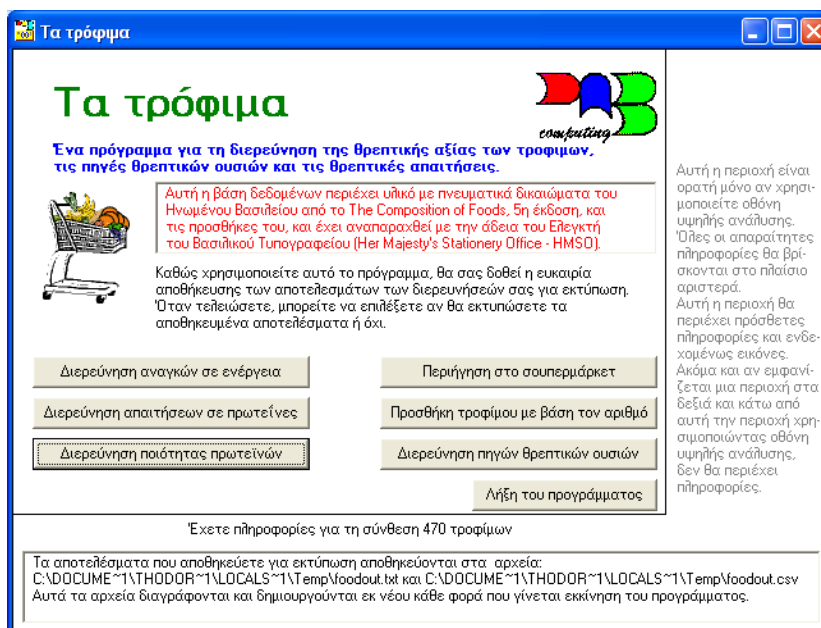 Τα τρόφιμα
Τα τρόφιμα
computing
Ένα πρόγραμμα για τη διερεύνηση της θρεπτικής αξίας των τροφίμων,
τις πηγές θρεπτικών ουσιών και τις θρεπτικές απαιτήσεις.
Αυτή η βάση δεδομένων περιέχει υλικό με πνευματικά δικαιώματα του
Ηνωμένου Βασιλείου από το The Composition of Foods, 5η έκδοση, και
τις προσθήκες του, και έχει αναπαραχθεί με την άδεια του Ελεγκτή
του Βασιλικού Τυπογραφείου (Her Majesty's Stationery Office - HMSO).
Καθώς χρησιμοποιείτε αυτό το πρόγραμμα, θα σας δοθεί η ευκαιρία
αποθήκευσης των αποτελεσμάτων των διερευνήσεών σας για εκτύπωση.
Όταν τελειώσετε, μπορείτε να επιλέξετε αν θα εκτυπώσετε τα
αποθηκευμένα αποτελέσματα ή όχι.
Διερεύνηση αναγκών σε ενέργεια
Διερεύνηση απαιτήσεων σε πρωτεΐνες
Διερεύνηση ποιότητας πρωτεϊνών
Περιήγηση στο σουπερμάρκετ
Προσθήκη τροφίμου με βάση τον αριθμό
Διερεύνηση πηγών θρεπτικών ουσιών
Λήξη του προγράμματος
Αυτή η περιοχή είναι
ορατή μόνο αν χρησι-
μοποιείτε οθόνη
υψηλής ανάλυσης.
Όλες οι απαραίτητες
πληροφορίες θα βρί-
σκονται στο πλαίσιο
αριστερά.
Αυτή η περιοχή θα
περιέχει πρόσθετες
πληροφορίες και ενδε-
χομένως εικόνες.
Ακόμα και αν εμφανί-
ζεται μια περιοχή στα
δεξιά και κάτω από
αυτή την περιοχή χρη-
σιμοποιώντας οθόνη
υψηλής ανάλυσης,
δεν θα περιέχει
πληροφορίες.
Έχετε πληροφορίες για τη σύνθεση 470 τροφίμων
Τα αποτελέσματα που αποθηκεύετε για εκτύπωση αποθηκεύονται στα αρχεία:
C:\DOCUME~1\THODOR~1\LOCALS~1\Temp\foodout.txt και C:\DOCUME~1\THODOR~1\LOCALS~1\Temp\foodout.csv
Αυτά τα αρχεία διαγράφονται και δημιουργούνται εκ νέου κάθε φορά που γίνεται εκκίνηση του προγράμματος.